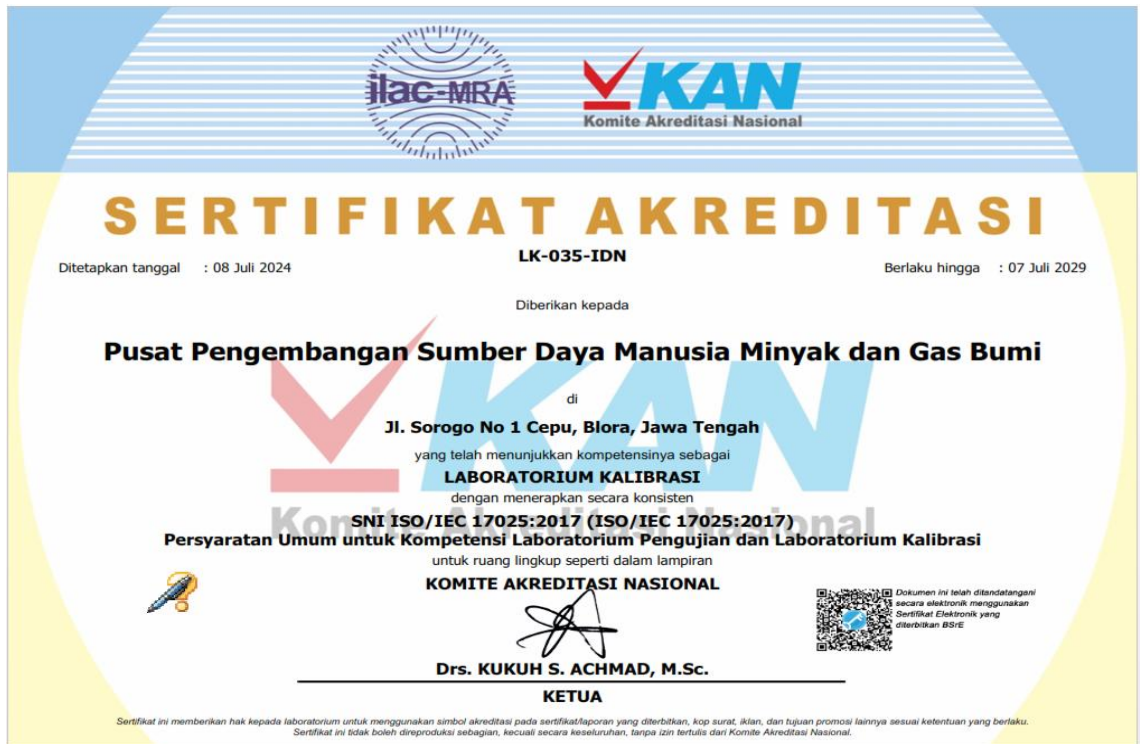 ilac-MRA
KAN
Komite Akreditasi Nasional
SERTIFIKAT AKREDITASI
LK-035-IDN
Ditetapkan tanggal : 08 Juli 2024
Berlaku hingga : 07 Juli 2029
Diberikan kepada
Pusat Pengembangan Sumber Daya Manusia Minyak dan Gas Bumi
di
Jl. Sorogo No 1 Cepu, Blora, Jawa Tengah
yang telah menunjukkan kompetensinya sebagai
LABORATORIUM KALIBRASI
dengan menerapkan secara konsisten
SNI ISO/IEC 17025:2017 (ISO/IEC 17025:2017)
Persyaratan Umum untuk Kompetensi Laboratorium Pengujian dan Laboratorium Kalibrasi
untuk ruang lingkup seperti dalam lampiran
KOMITE AKREDITASI NASIONAL
Dokumen ini telah ditandatangani
secara elektronik menggunakan
Sertifikat Elektronik yang
diterbitkan BSrE
Drs. KUKUH S. ACHMAD, M.Sc.
KETUA
Sertifikat ini memberikan hak kepada laboratorium untuk menggunakan simbol akreditasi pada sertifikat/laporan yang diterbitkan, kop surat, iklan, dan tujuan promosi lainnya sesuai ketentuan yang berlaku.
Sertifikat ini tidak boleh direproduksi sebagian, kecuali secara keseluruhan, tanpa izin tertulis dari Komite Akreditasi Nasional.
KAN
Komite Akreditasi Nasional